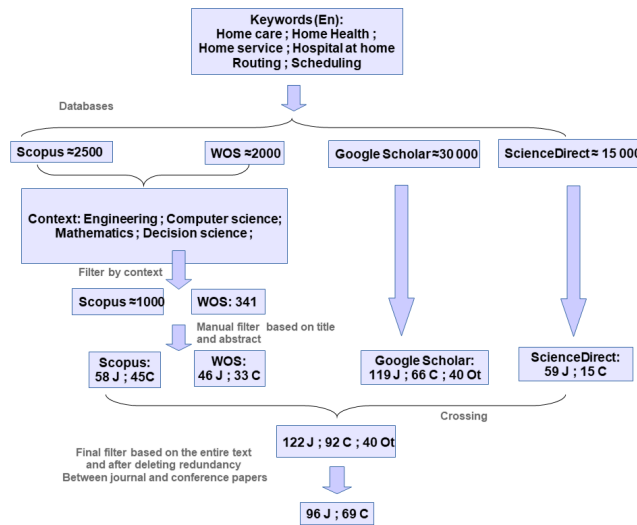 Keywords(En):
Home care ; Home Health ;
Home service ; Hospital at home
Routing ; Scheduling
Databases
Scopus ≈2500
WOS ≈2000
Google Scholar≈30 000
ScienceDirect≈ 15 000
Context: Engineering ; Computer science;
Mathematics ; Decision science ;
Filter by context
Scopus ≈1000
WOS: 341
Manual filter based on title
and abstract
Scopus:
58 J ; 45C
WOS:
46 J ; 33 C
Google Scholar:
119 J ; 66 C ; 40 Ot
ScienceDirect:
59 J ; 15 C
Crossing
122 J ; 92 C ; 40 Ot
Final filter based on the entire text
and after deleting redundancy
Between journal and conference papers
96 J ; 69 C